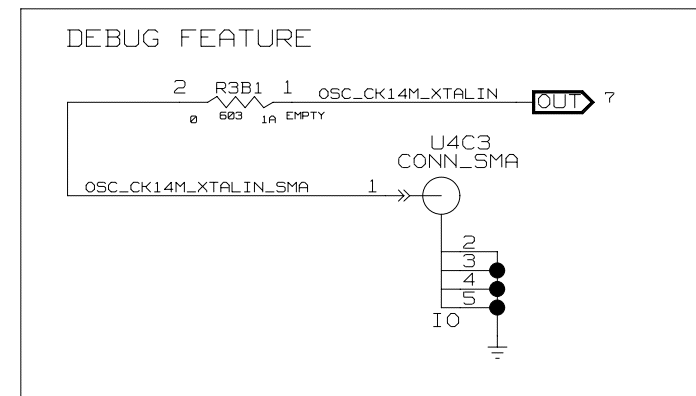 DEBUG FEATURE
2 R3B1 1 OSC_CK14M_XTALIN OUT 7
0 603 1A EMPTY
U4C3
CONN_SMA
OSC_CK14M_XTALIN_SMA 1
2
3
4
5
IO